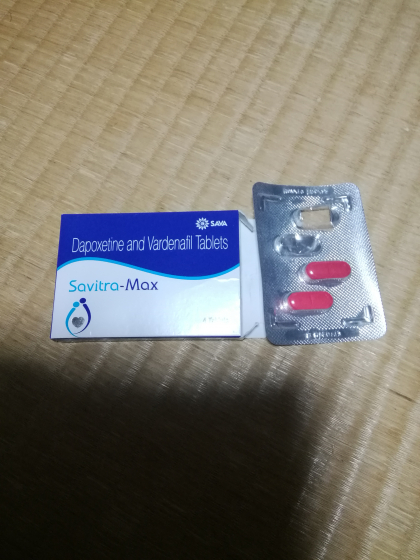 SAVA
Dapoxetine and Vardenafil Tablets
Savitra-Max